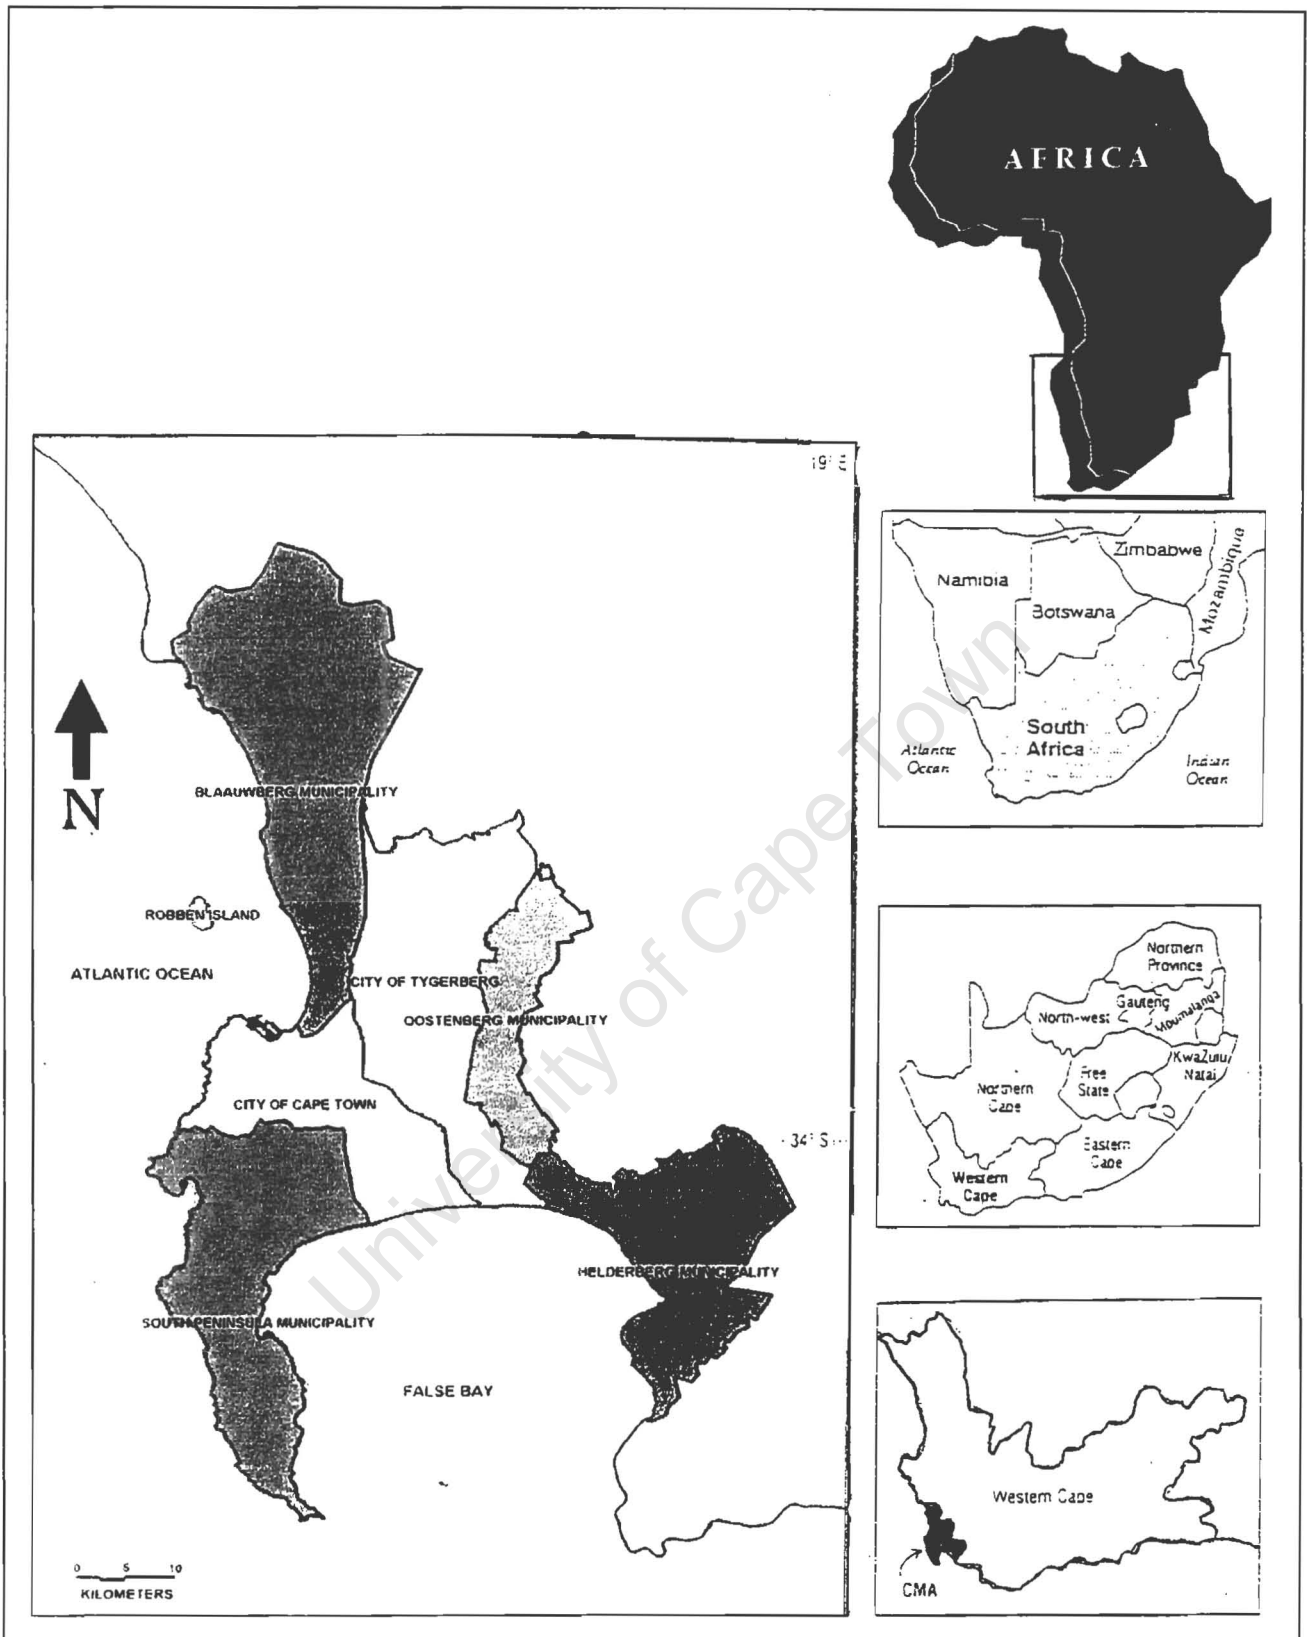 AFRICA
19° E
N
BLAAUWBERG MUNICIPALITY
ROBBEN ISLAND
ATLANTIC OCEAN
CITY OF TYGERBERG
OOSTENBERG MUNICIPALITY
CITY OF CAPE TOWN
34° S
HELDERBERG MUNICIPALITY
SOUTH PENINSULA MUNICIPALITY
FALSE BAY
0 5 10
KILOMETERS
Zimbabwe
Namibia
Mozambique
Botswana
South
Africa
Atlantic
Ocean
Indian
Ocean
Northern
Province
Gauteng
Mpumalanga
North-west
KwaZulu
Natal
Free
State
Northern
Cape
Eastern
Cape
Western
Cape
Western Cape
CMA
University of Cape Town